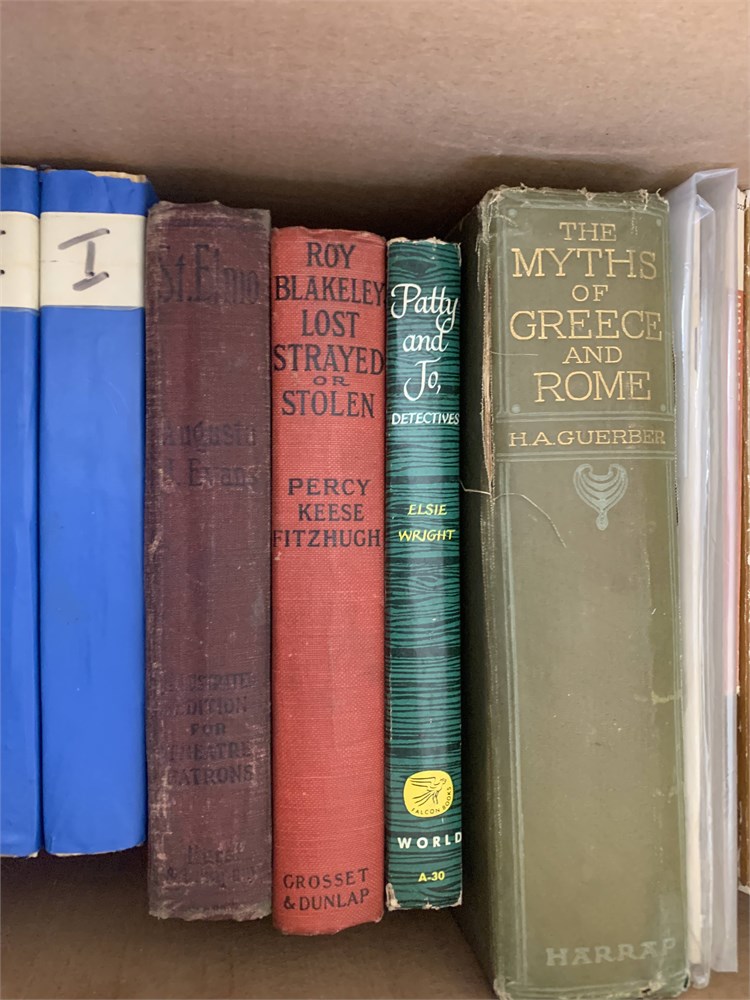 I
St. Elmo
Augusta
J. Evans
ILLUSTRATED
EDITION
FOR
THEATRE
PATRONS
ROY
BLAKELEY
LOST
STRAYED
OR
STOLEN
PERCY
KEESE
FITZHUGH
GROSSET
& DUNLAP
Patty
and
Jo,
DETECTIVES
ELSIE
WRIGHT
FALCON BOOKS
WORLD
A-30
THE
MYTHS
OF
GREECE
AND
ROME
H.A.GUERBER
HARRAP